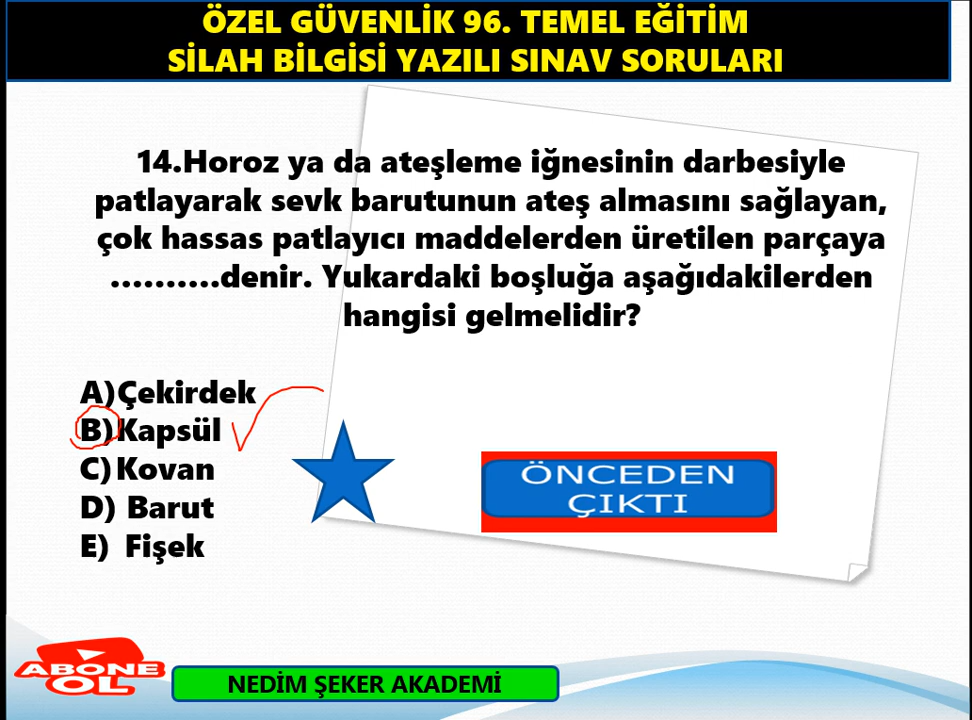 ÖZEL GÜVENLİK 96. TEMEL EĞİTİM
SİLAH BİLGİSİ YAZILI SINAV SORULARI
14.Horoz ya da ateşleme iğnesinin darbesiyle
patlayarak sevk barutunun ateş almasını sağlayan,
çok hassas patlayıcı maddelerden üretilen parçaya
..........denir. Yukardaki boşluğa aşağıdakilerden
hangisi gelmelidir?
A)Çekirdek
B)Kapsül
C)Kovan
D) Barut
E) Fişek
ÖNCEDEN
ÇIKTI
ABONE
OL
NEDİM ŞEKER AKADEMİ